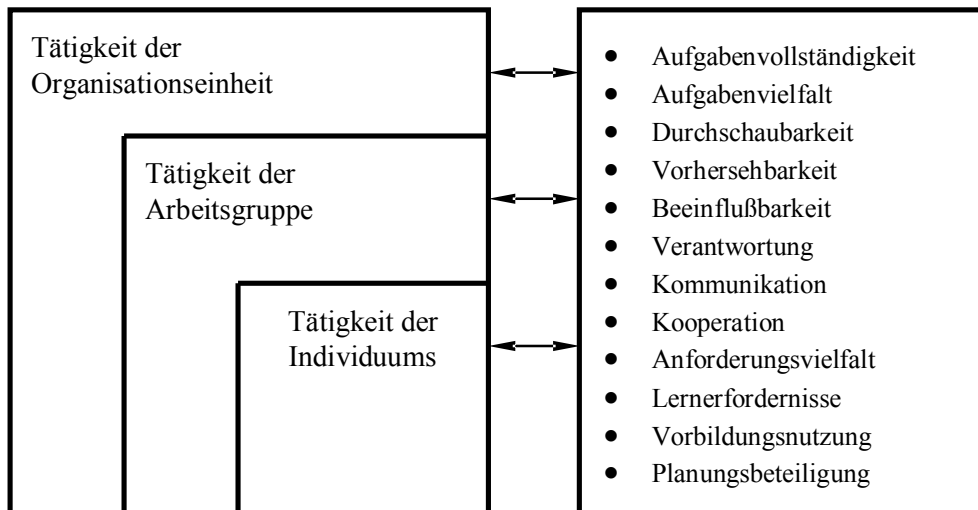 Tätigkeit der
Organisationseinheit
Tätigkeit der
Arbeitsgruppe
Tätigkeit der
Individuums
• Aufgabenvollständigkeit
• Aufgabenvielfalt
• Durchschaubarkeit
• Vorhersehbarkeit
• Beeinflußbarkeit
• Verantwortung
• Kommunikation
• Kooperation
• Anforderungsvielfalt
• Lernerfordernisse
• Vorbildungsnutzung
• Planungsbeteiligung